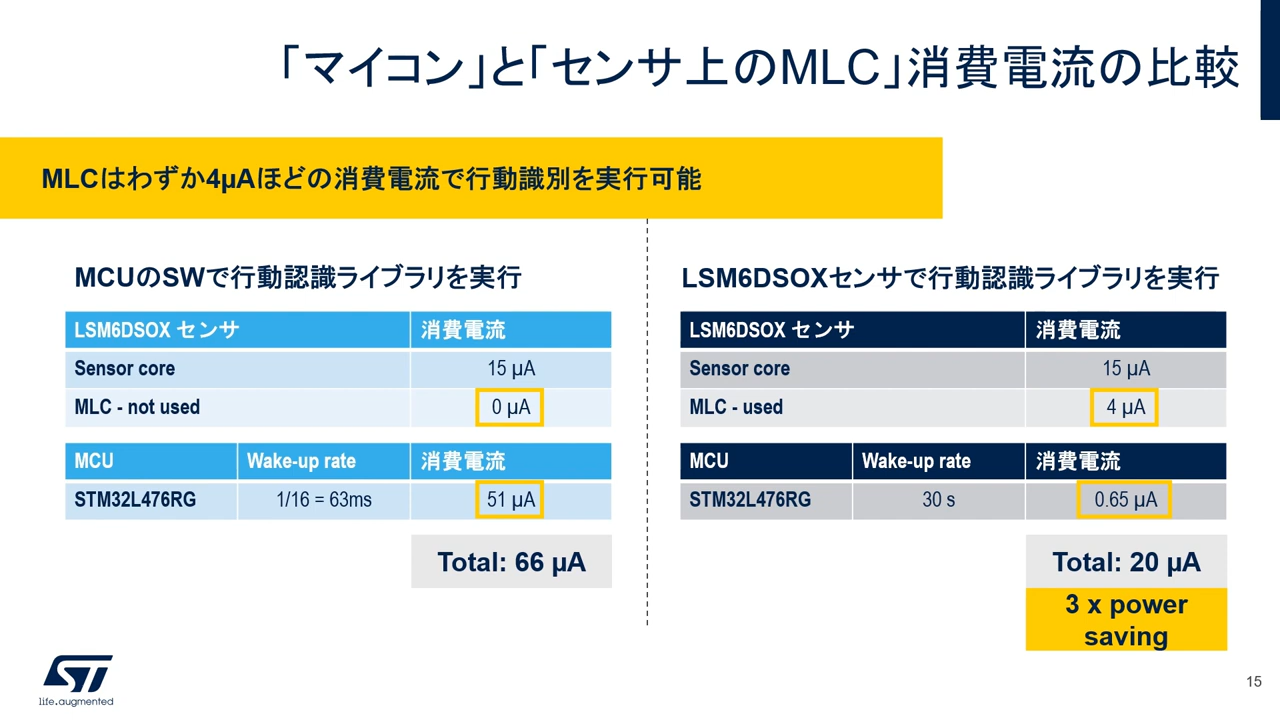 「マイコン」と「センサ上のMLC」消費電流の比較
MLCはわずか4µAほどの消費電流で行動識別を実行可能
MCUのSWで行動認識ライブラリを実行
LSM6DSOX センサ 消費電流
Sensor core 15 µA
MLC - not used 0 µA
MCU Wake-up rate 消費電流
STM32L476RG 1/16 = 63ms 51 µA
Total: 66 µA
LSM6DSOXセンサで行動認識ライブラリを実行
LSM6DSOX センサ 消費電流
Sensor core 15 µA
MLC - used 4 µA
MCU Wake-up rate 消費電流
STM32L476RG 30 s 0.65 µA
Total: 20 µA
3 x power
saving
ST
life.augmented
15